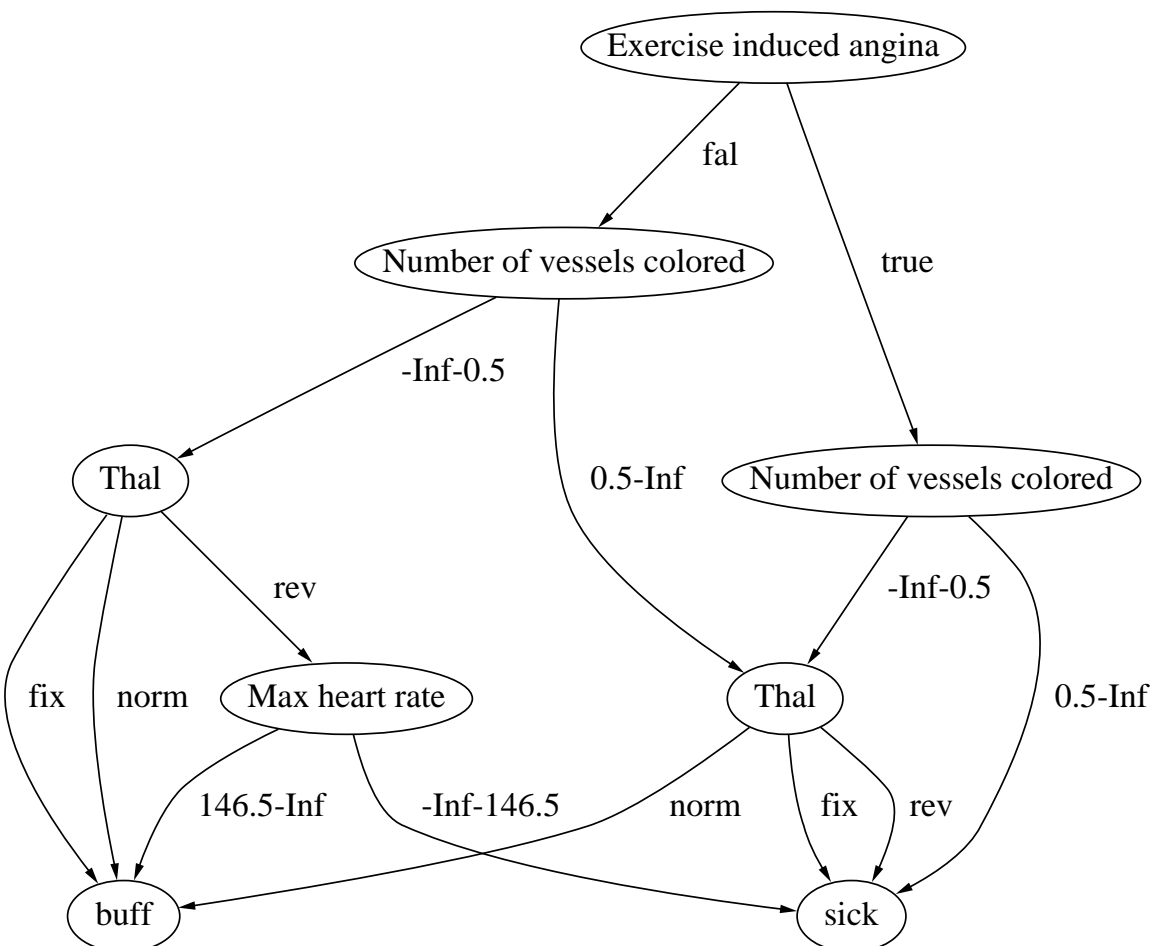 Exercise induced angina
fal
Number of vessels colored
true
-Inf-0.5
Thal
0.5-Inf
Number of vessels colored
rev
-Inf-0.5
fix
norm
Max heart rate
Thal
0.5-Inf
146.5-Inf
-Inf-146.5
norm
fix
rev
buff
sick